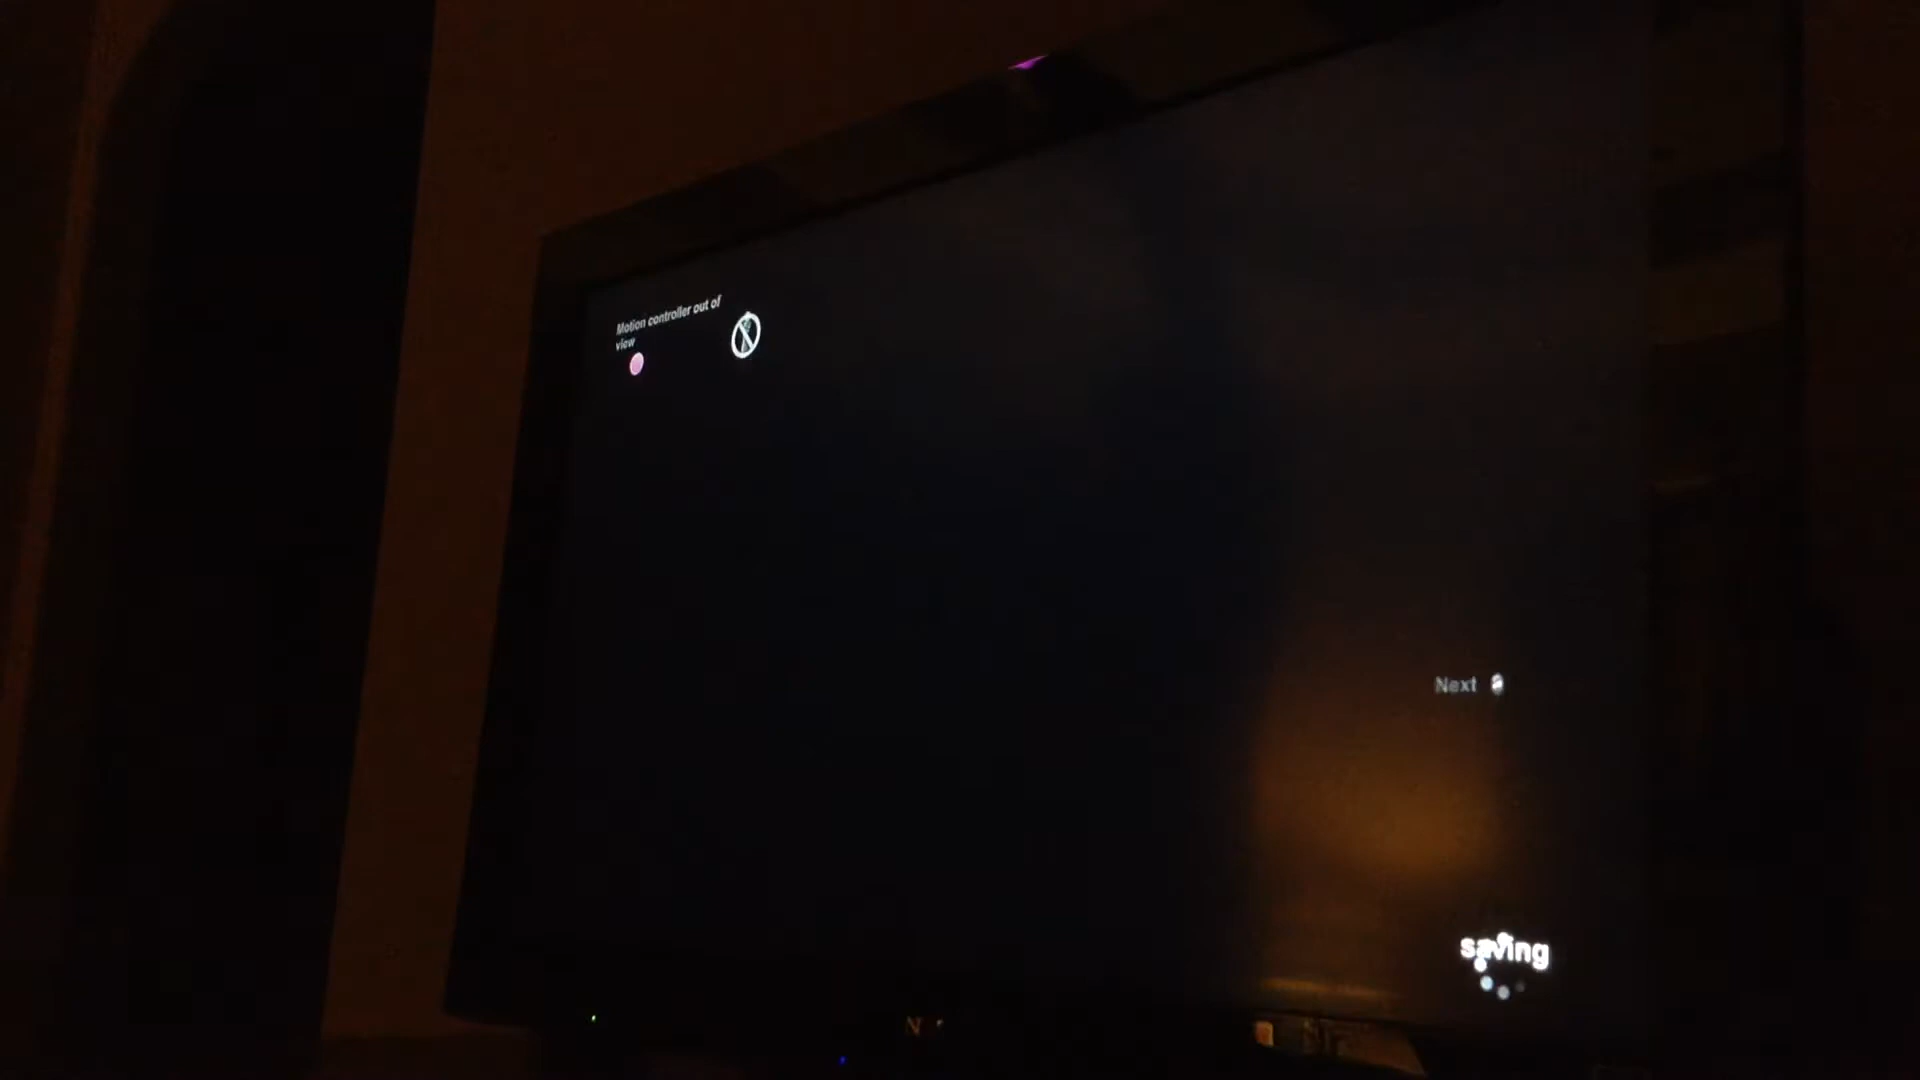 Motion controller out of
view
Next
saving